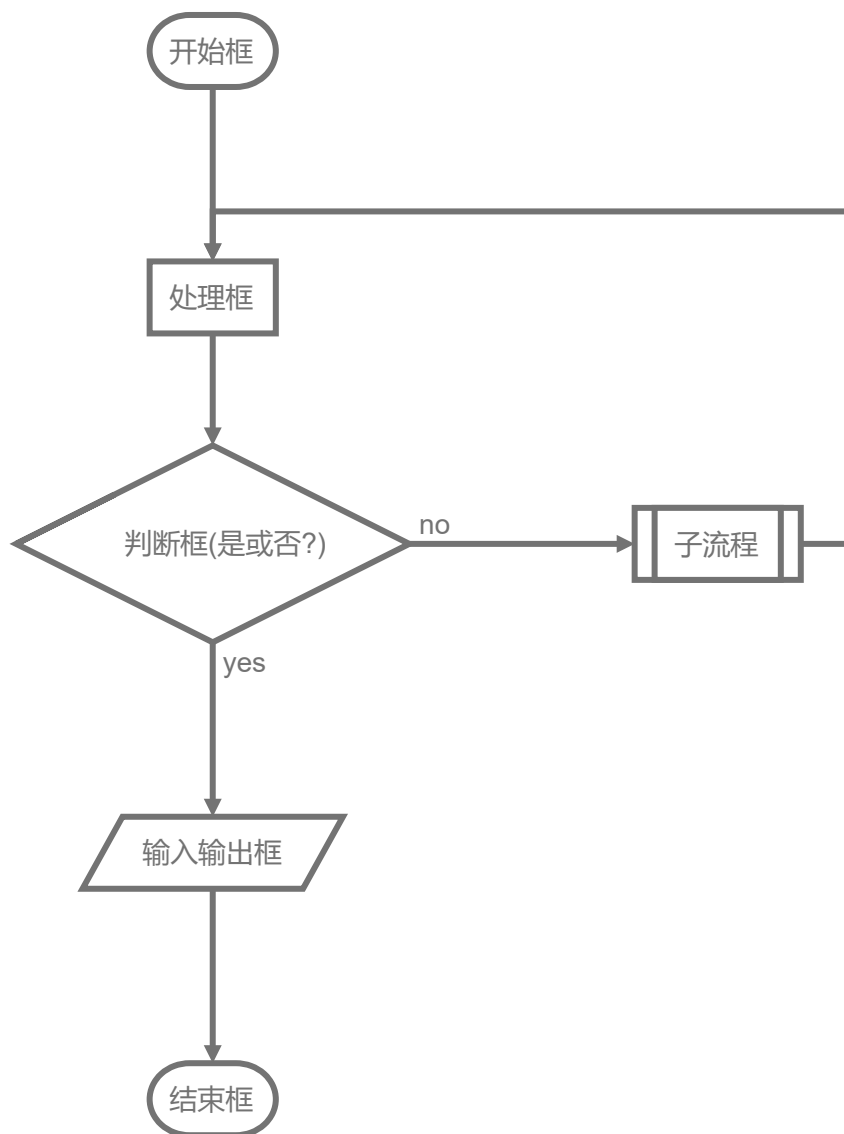 开始框
处理框
判断框(是或否?)
no
子流程
yes
输入输出框
结束框